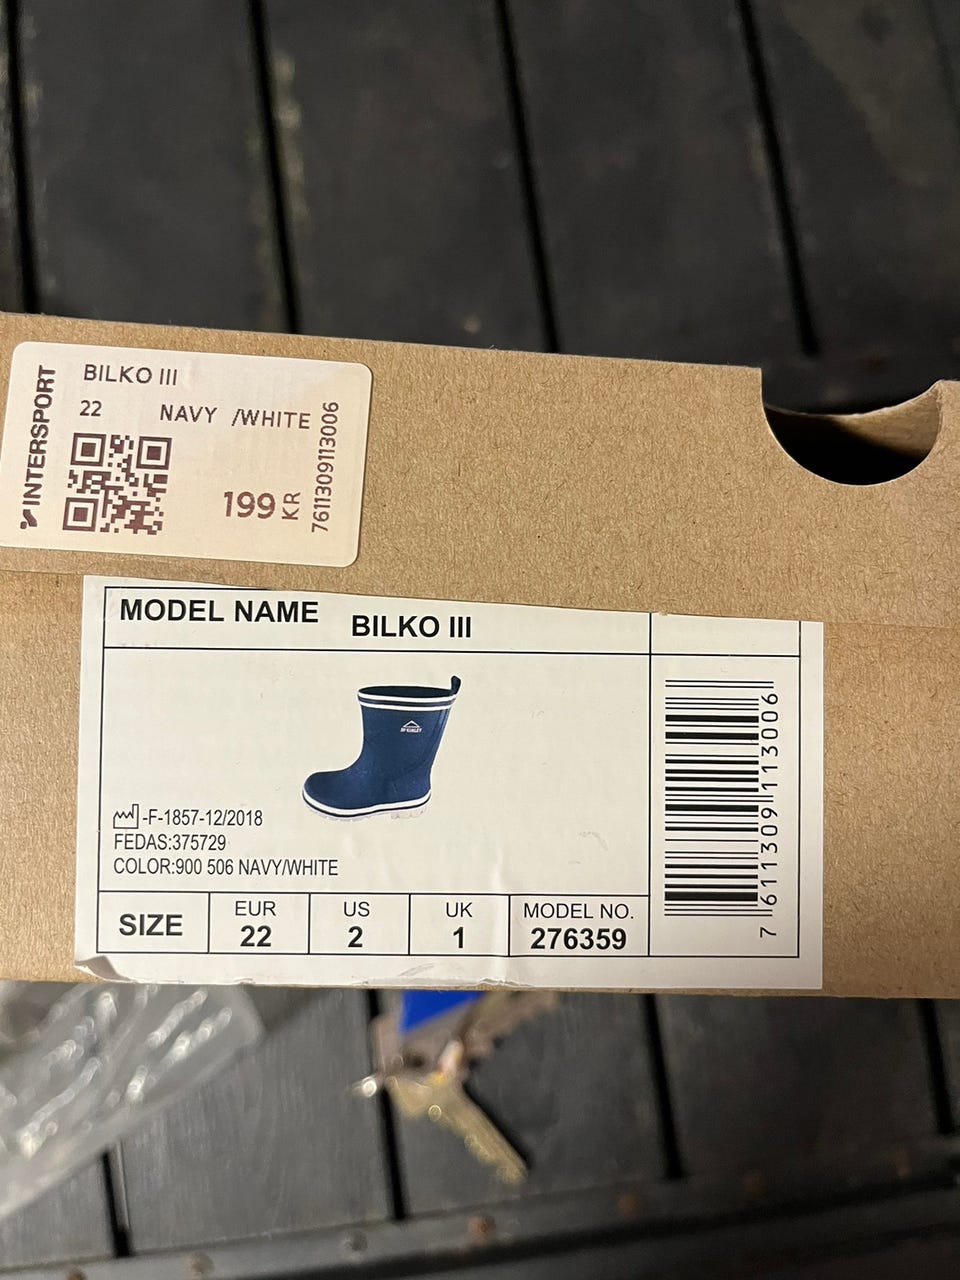 BILKO III
22 NAVY /WHITE
INTERSPORT
199 KR
7611309113006
MODEL NAME BILKO III
McKINLEY
-F-1857-12/2018
FEDAS:375729
COLOR:900 506 NAVY/WHITE
SIZE
EUR
22
US
2
UK
1
MODEL NO.
276359
7 611309 113006